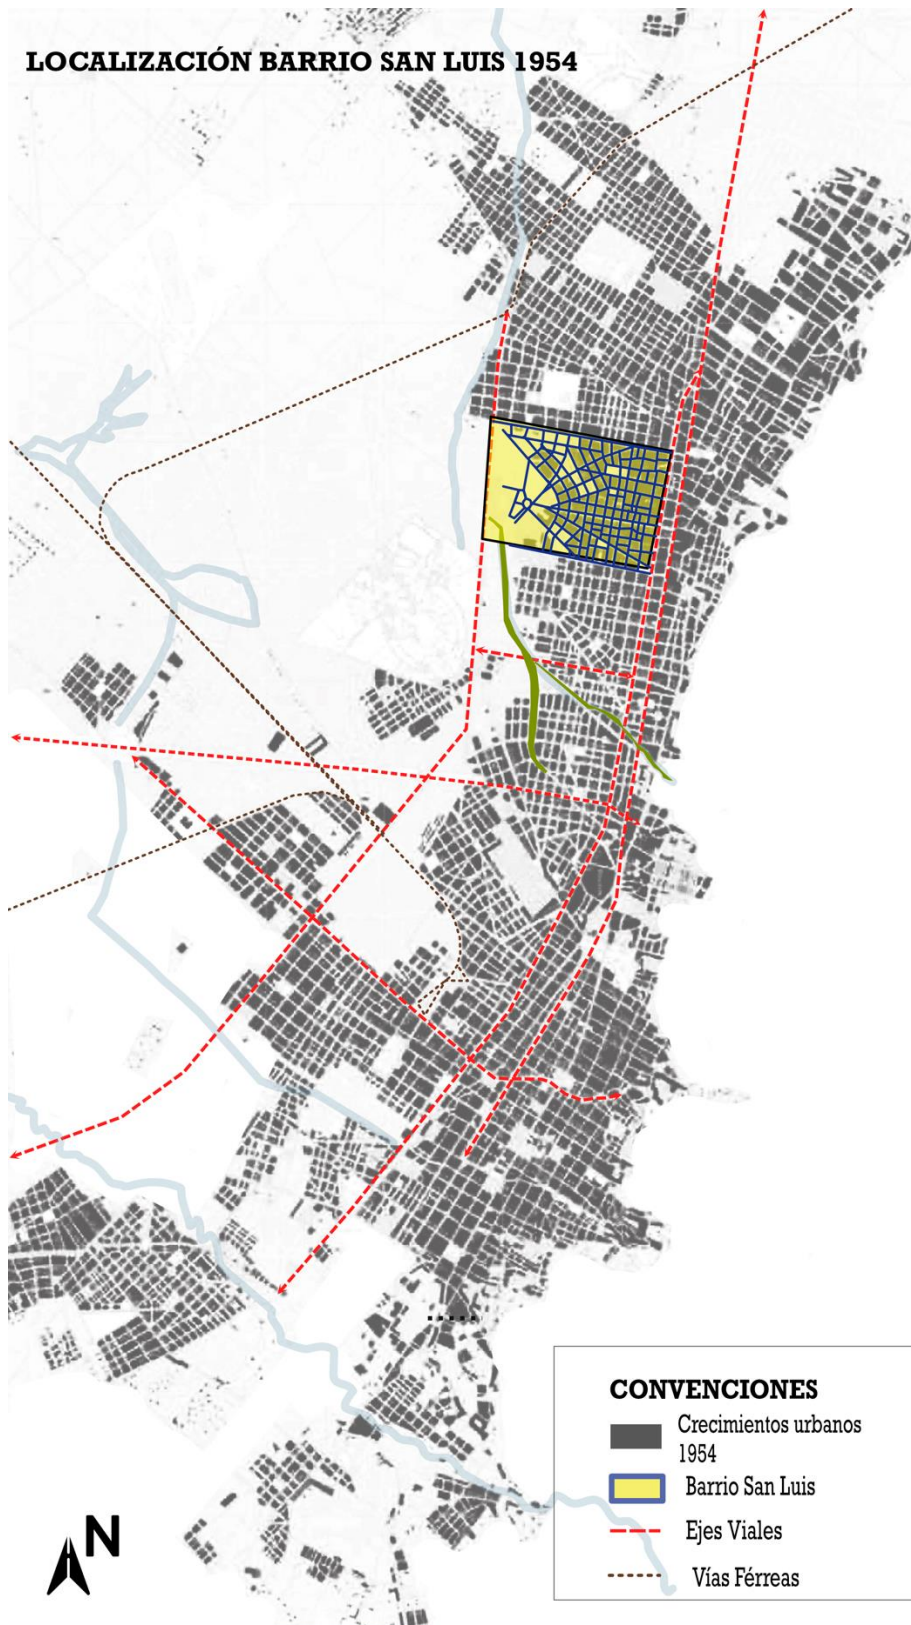 LOCALIZACIÓN BARRIO SAN LUIS 1954
CONVENCIONES
Crecimientos urbanos
1954
Barrio San Luis
Ejes Viales
Vías Férreas
N